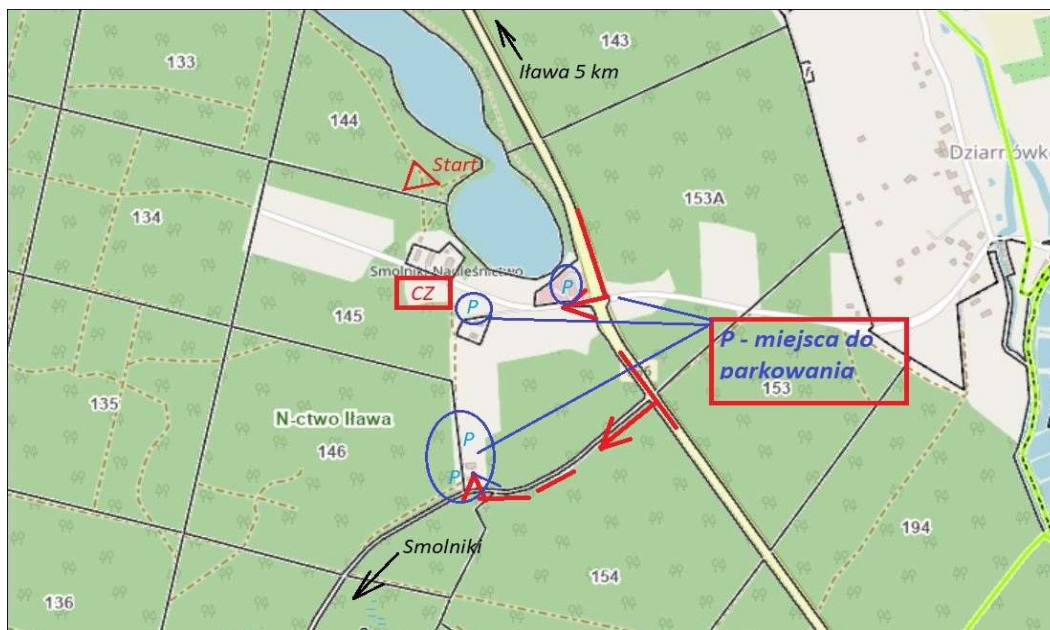 143
Iława 5 km
133
144
Start
Dziarnówko
153A
134
Smolniki Nadleśnictwo
P
CZ
P
145
P - miejsca do
parkowania
153
135
N-ctwo Iława
146
P
P
194
Smolniki
154
136